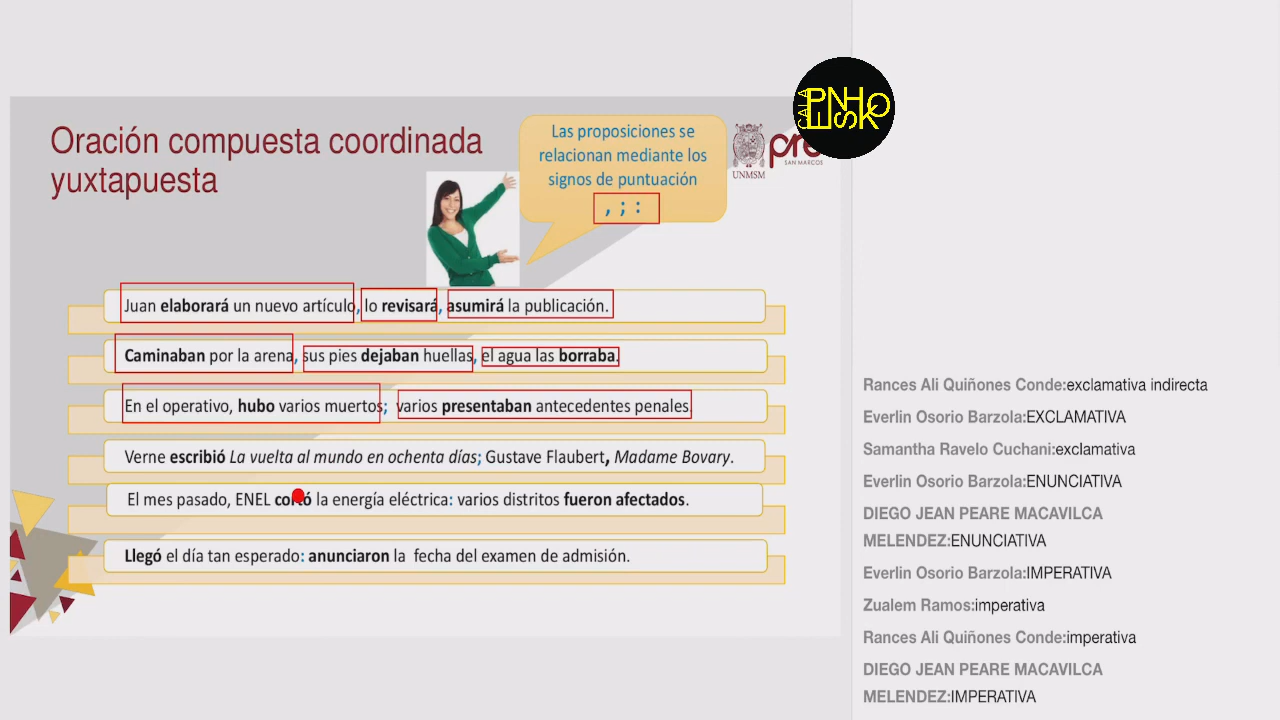 Oración compuesta coordinada
yuxtapuesta
Las proposiciones se
relacionan mediante los
signos de puntuación
, ; :
UNMSM
pre
SAN MARCOS
Juan elaborará un nuevo artículo, lo revisará, asumirá la publicación.
Caminaban por la arena, sus pies dejaban huellas, el agua las borraba.
En el operativo, hubo varios muertos; varios presentaban antecedentes penales.
Verne escribió La vuelta al mundo en ochenta días; Gustave Flaubert, Madame Bovary.
El mes pasado, ENEL cortó la energía eléctrica: varios distritos fueron afectados.
Llegó el día tan esperado: anunciaron la fecha del examen de admisión.
Rances Ali Quiñones Conde:exclamativa indirecta
Everlin Osorio Barzola:EXCLAMATIVA
Samantha Ravelo Cuchani:exclamativa
Everlin Osorio Barzola:ENUNCIATIVA
DIEGO JEAN PEARE MACAVILCA
MELENDEZ:ENUNCIATIVA
Everlin Osorio Barzola:IMPERATIVA
Zualem Ramos:imperativa
Rances Ali Quiñones Conde:imperativa
DIEGO JEAN PEARE MACAVILCA
MELENDEZ:IMPERATIVA